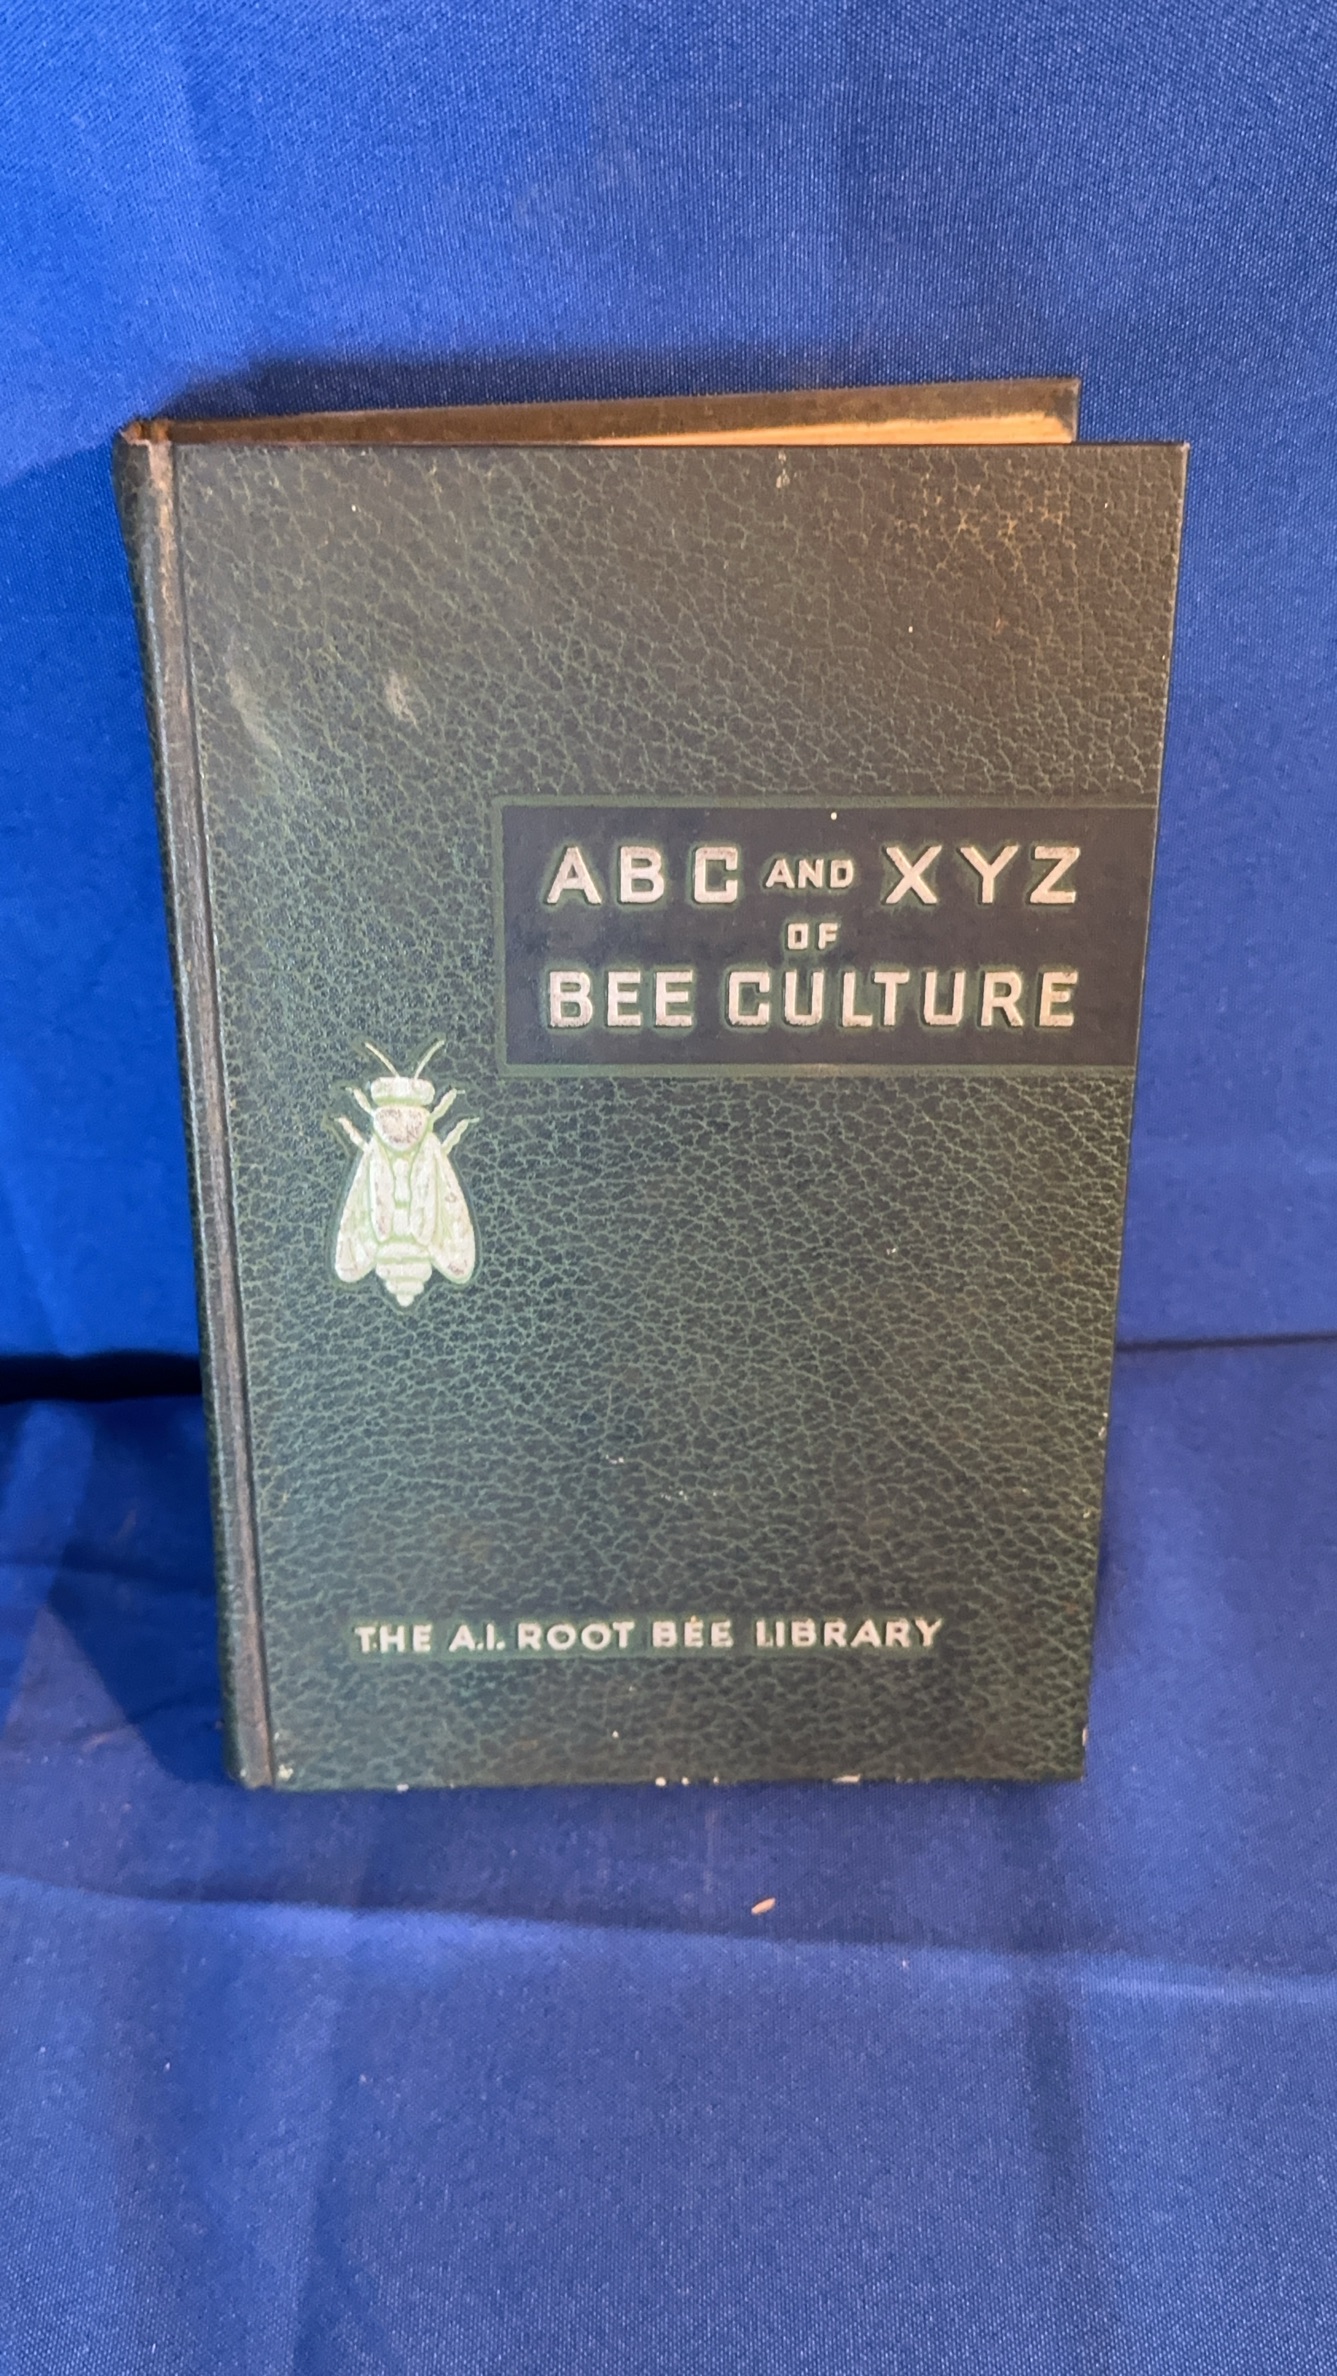 ABC AND XYZ
OF
BEE CULTURE
THE A.I. ROOT BEE LIBRARY